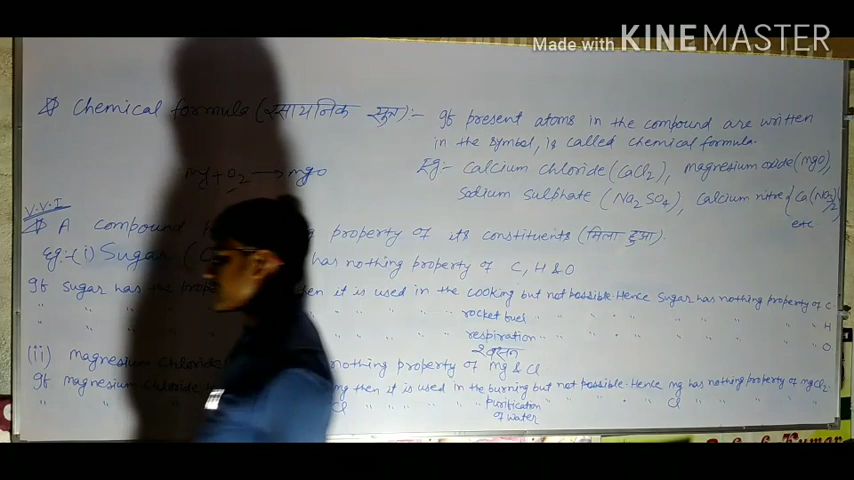 Made with KINEMASTER
Chemical formula (रसायनिक सुत्र) :- If present atoms in the compound are written
in the symbol, is called chemical formula.
Mg + O2 → MgO
Eg:- Calcium chloride (CaCl2), Magnesium oxide (MgO),
Sodium Sulphate (Na2SO4), Calcium nitre {Ca(NO3)2}
etc
V.V.I
A compound property of its constituents (मिला हुआ).
Eg:- (i) Sugar (C has nothing property of C, H & O
If Sugar has the then it is used in the cooking but not possible. Hence Sugar has nothing property of C
" " rocket fuel " " " " H
" " respiration " " " " O
श्वसन
(ii) Magnesium chloride nothing property of Mg & Cl
If Magnesium chloride Mg then it is used in the burning but not possible. Hence Mg has nothing property of MgCl2.
" " Cl " " " purification " " " Cl " " "
of water
Kumar